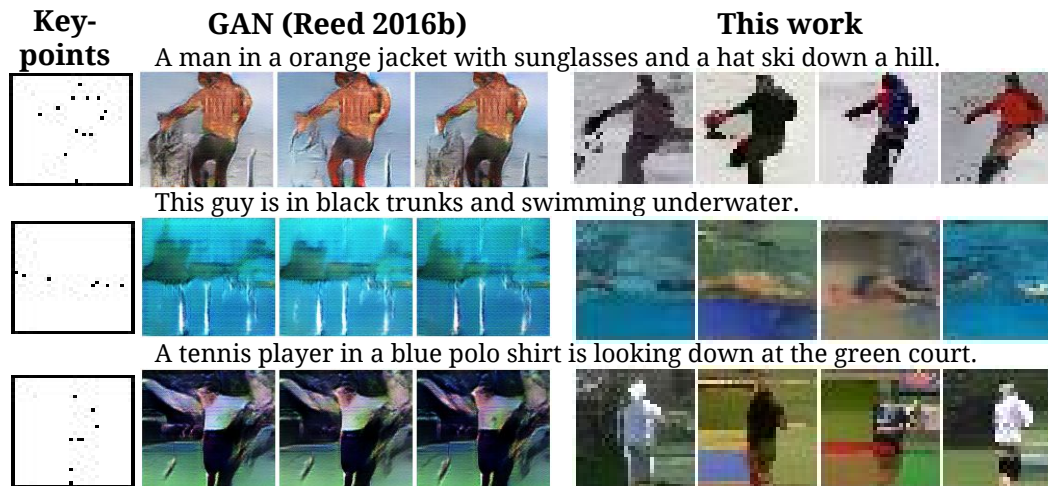 Key-
points
GAN (Reed 2016b)
This work
A man in a orange jacket with sunglasses and a hat ski down a hill.
This guy is in black trunks and swimming underwater.
A tennis player in a blue polo shirt is looking down at the green court.